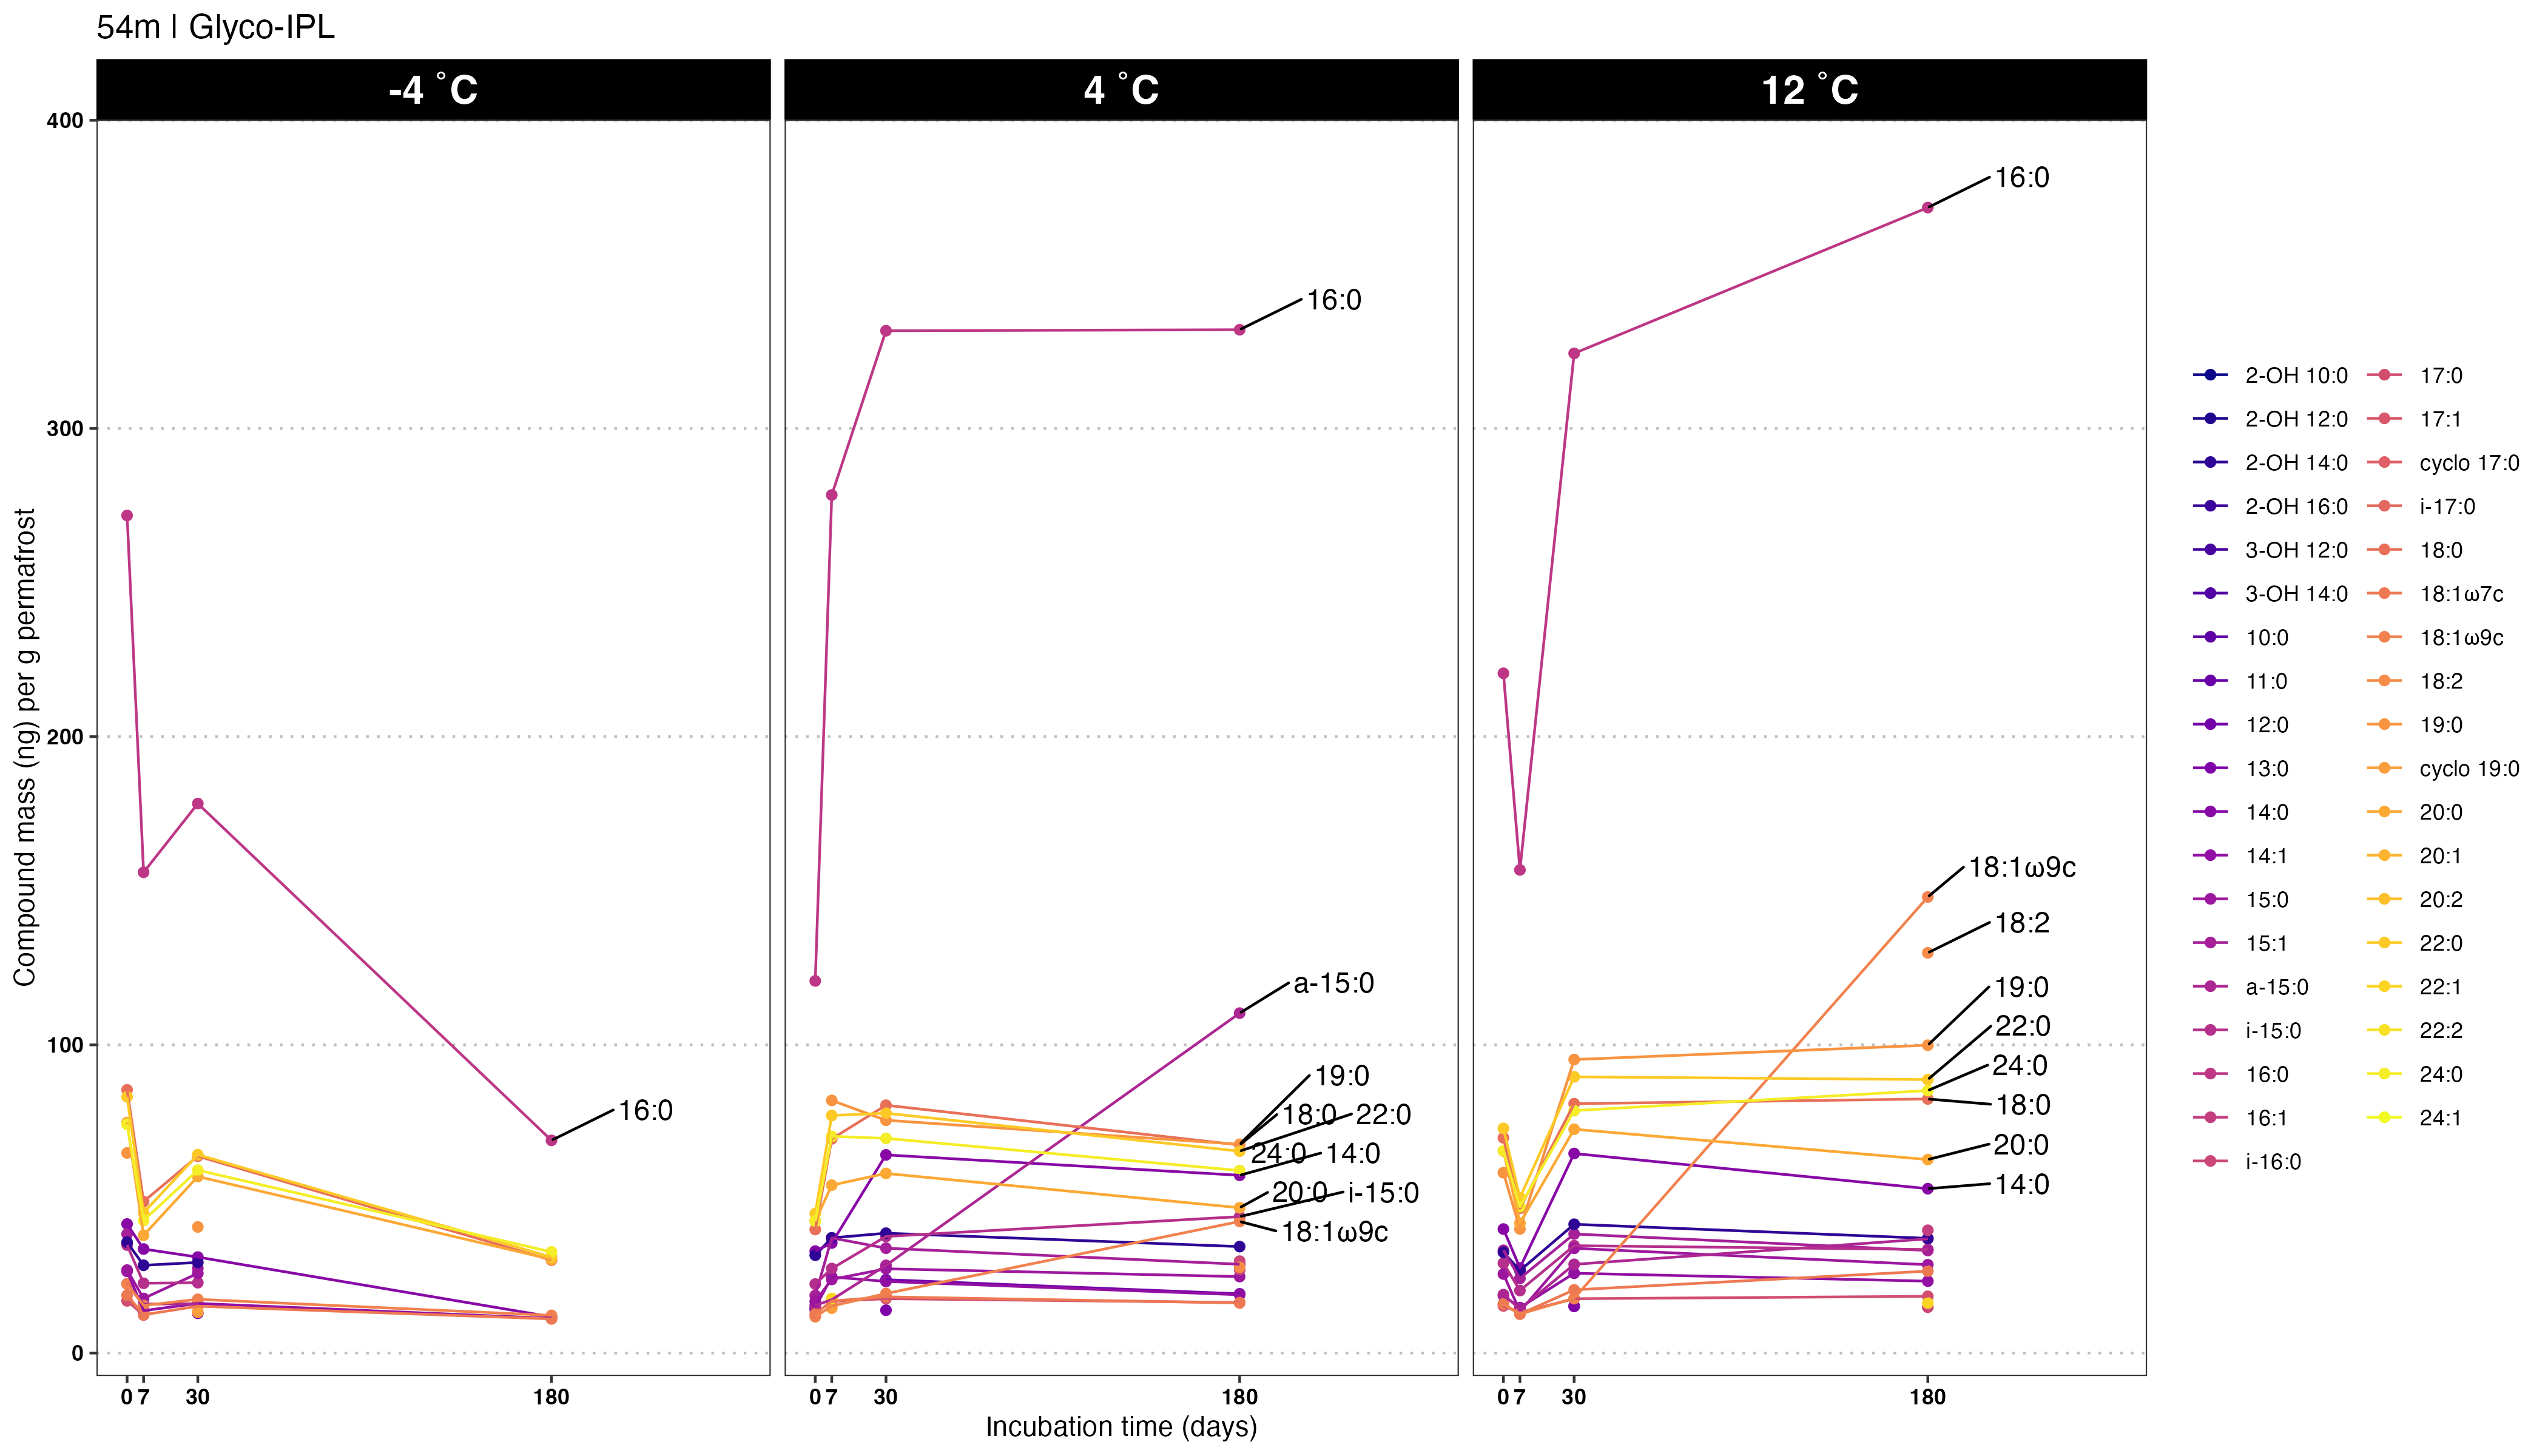 54m | Glyco-IPL
-4 ˚C
4 ˚C
12 ˚C
Compound mass (ng) per g permafrost
400
300
200
100
0
16:0
0 7 30 180
16:0
a-15:0
19:0
18:0 22:0
24:0 14:0
20:0 i-15:0
18:1ω9c
0 7 30 180
16:0
18:1ω9c
18:2
19:0
22:0
24:0
18:0
20:0
14:0
0 7 30 180
Incubation time (days)
2-OH 10:0
2-OH 12:0
2-OH 14:0
2-OH 16:0
3-OH 12:0
3-OH 14:0
10:0
11:0
12:0
13:0
14:0
14:1
15:0
15:1
a-15:0
i-15:0
16:0
16:1
i-16:0
17:0
17:1
cyclo 17:0
i-17:0
18:0
18:1ω7c
18:1ω9c
18:2
19:0
cyclo 19:0
20:0
20:1
20:2
22:0
22:1
22:2
24:0
24:1